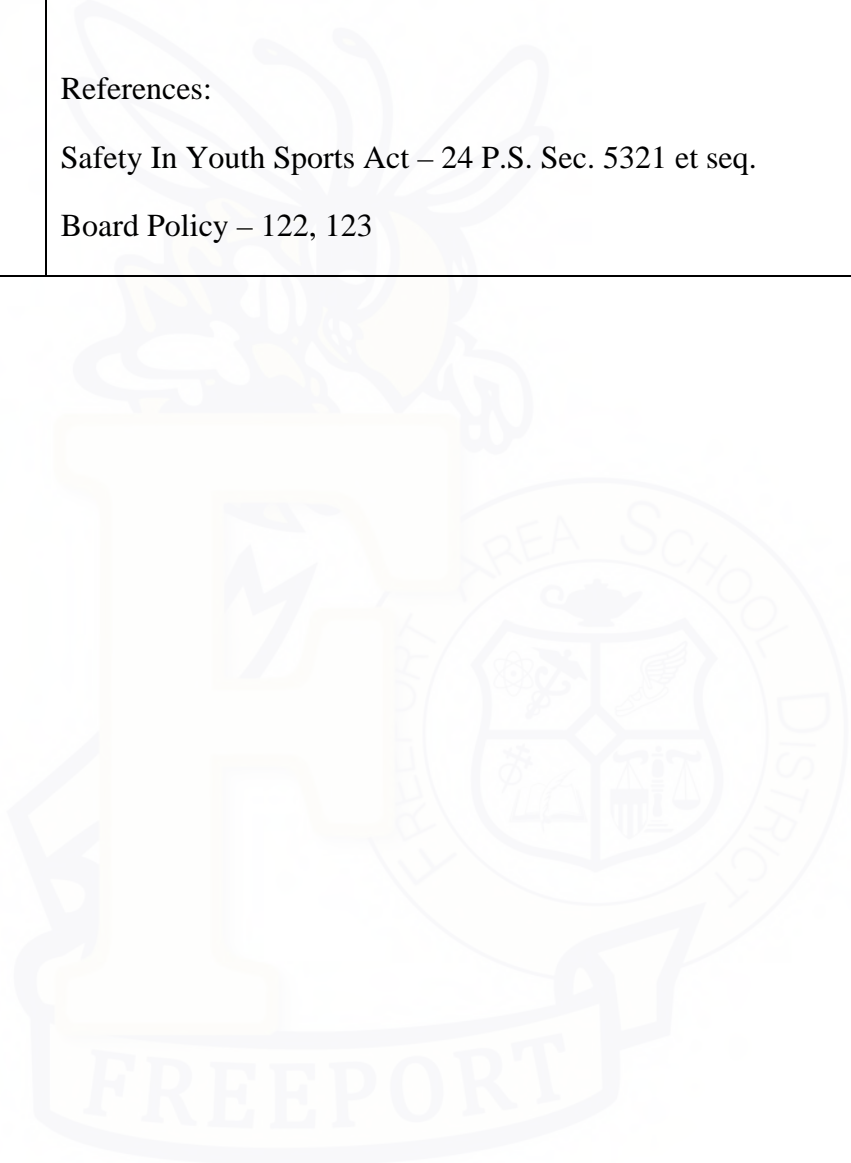 References:
Safety In Youth Sports Act – 24 P.S. Sec. 5321 et seq.
Board Policy – 122, 123
FREEPORT AREA SCHOOL DISTRICT
F
FREEPORT